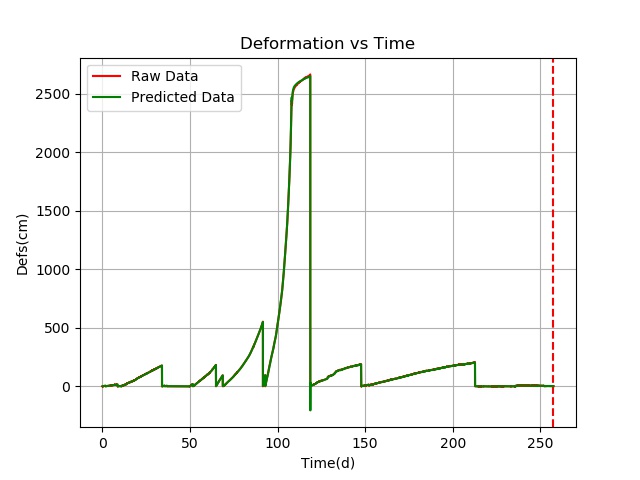 Deformation vs Time
Raw Data
Predicted Data
Defs(cm)
2500
2000
1500
1000
500
0
0 50 100 150 200 250
Time(d)